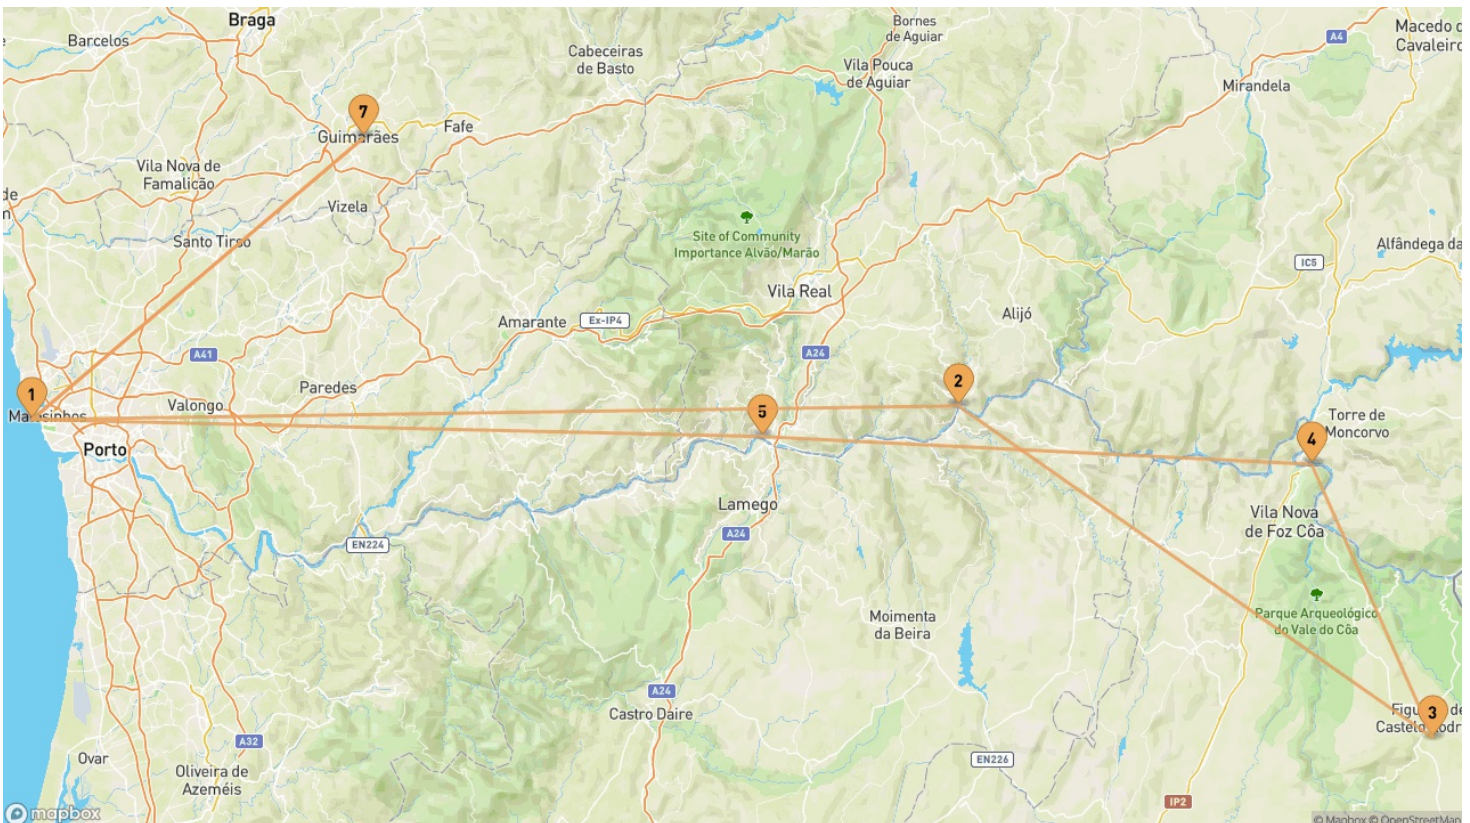 Braga
Bornes
de Aguiar
Macedo d
Cavaleiro
A4
Barcelos
Cabeceiras
de Basto
Vila Pouca
de Aguiar
Mirandela
7
Guimarães
Fafe
Vila Nova de
Famalicão
de
m
Vizela
Santo Tirso
Site of Community
Importance Alvão/Marão
Alfândega da
IC5
Vila Real
Alijó
Amarante
Ex-IP4
A41
A24
Paredes
1
Matosinhos
Valongo
2
5
Torre de
Moncorvo
4
Porto
Lamego
Vila Nova
de Foz Côa
A24
EN224
Moimenta
da Beira
Parque Arqueológico
do Vale do Côa
A24
Castro Daire
3
A32
Ovar
Oliveira de
Azeméis
EN226
IP2
mapbox
© Mapbox © OpenStreetMap